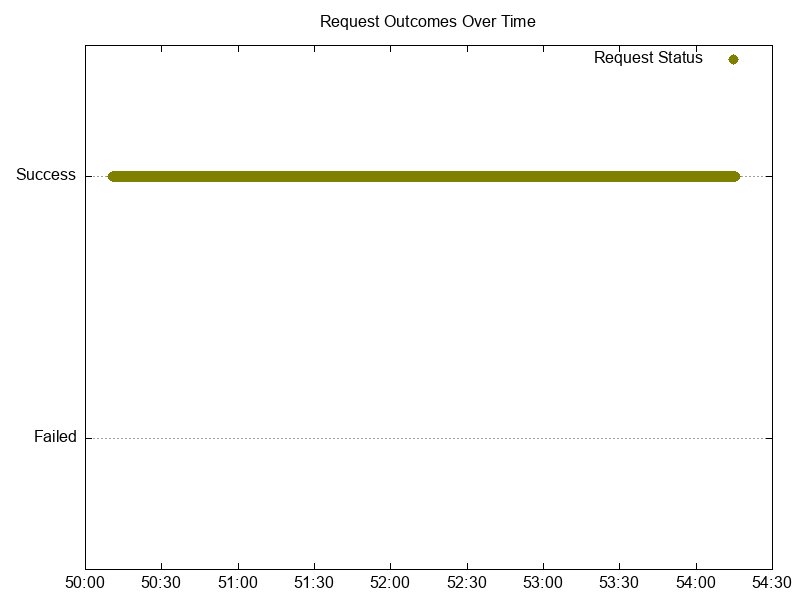 Request Outcomes Over Time
Request Status
Success
Failed
50:00 50:30 51:00 51:30 52:00 52:30 53:00 53:30 54:00 54:30